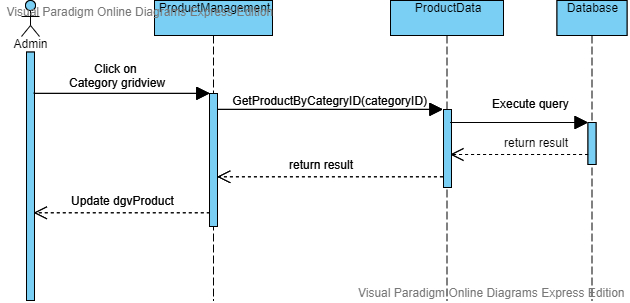 Visual Paradigm Online Diagrams Express Edition
ProductManagement
ProductData
Database
Admin
Click on
Category gridview
GetProductByCategryID(categoryID)
Execute query
return result
return result
Update dgvProduct
Visual Paradigm Online Diagrams Express Edition